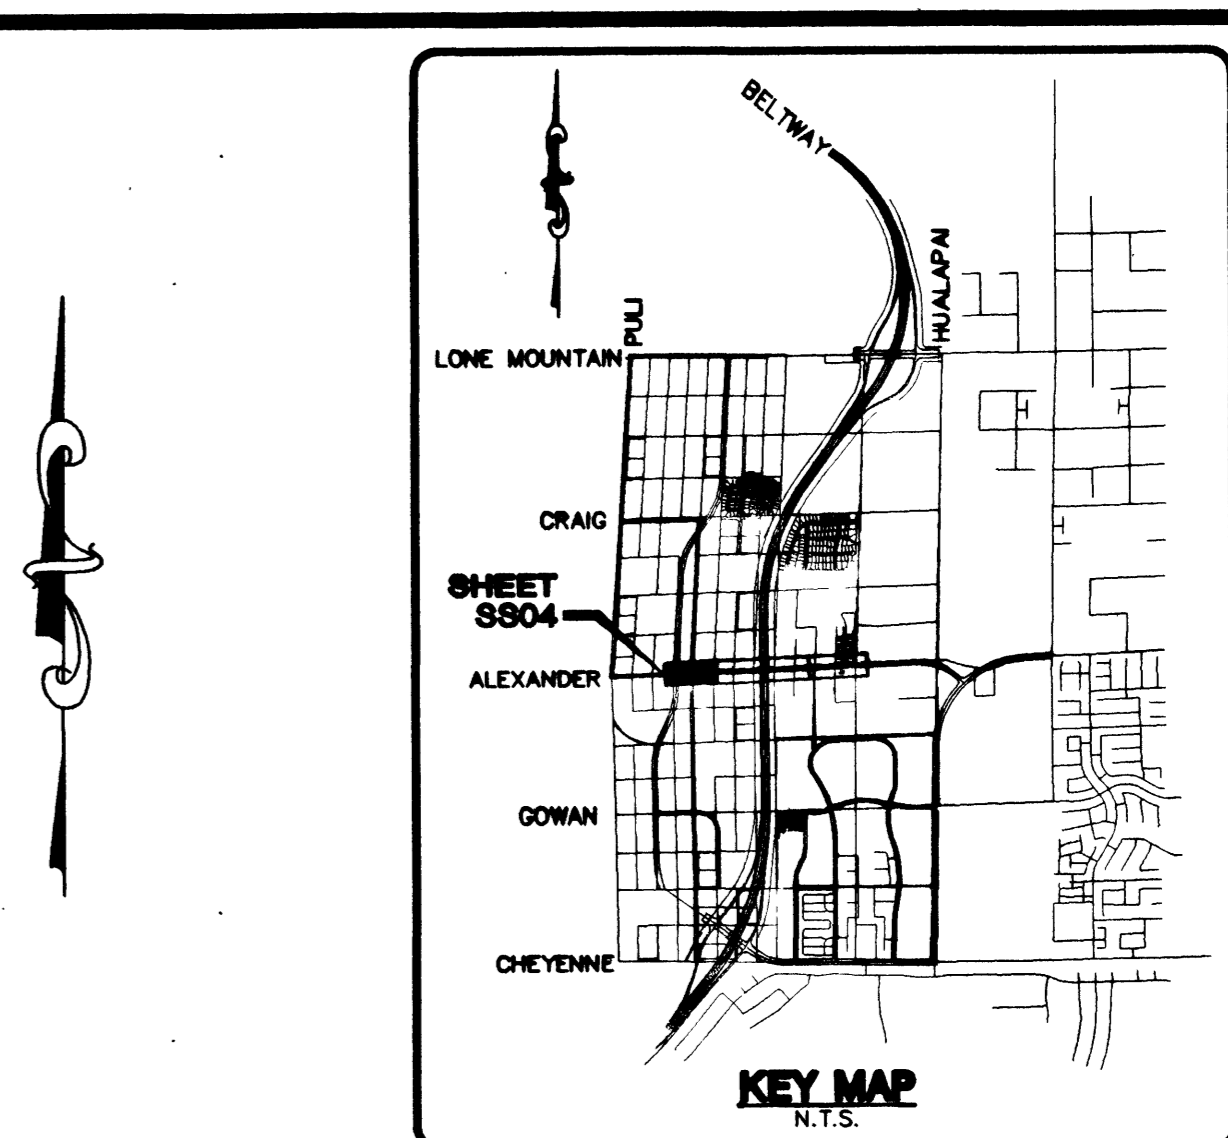 BELTWAY
HUALAPAI
PULI
LONE MOUNTAIN
CRAIG
SHEET
SS04
ALEXANDER
GOWAN
CHEYENNE
KEY MAP
N.T.S.